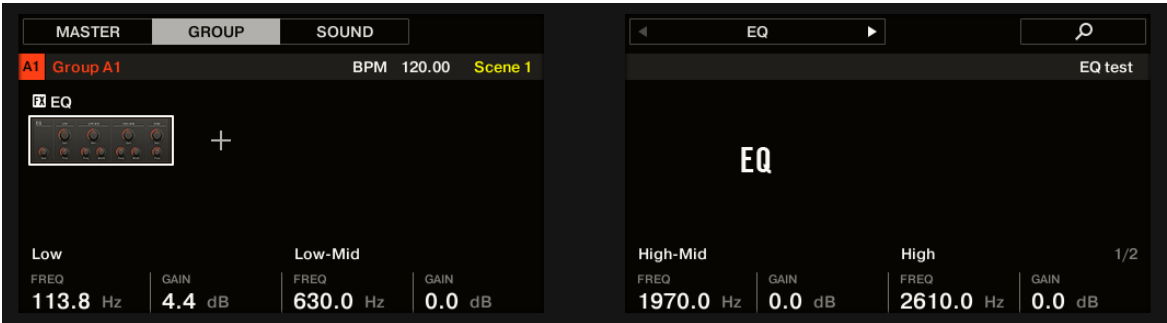 MASTER GROUP SOUND
A1 Group A1 BPM 120.00 Scene 1
FX EQ
Low Low-Mid
FREQ GAIN FREQ GAIN
113.8 Hz 4.4 dB 630.0 Hz 0.0 dB
EQ
EQ test
EQ
High-Mid High 1/2
FREQ GAIN FREQ GAIN
1970.0 Hz 0.0 dB 2610.0 Hz 0.0 dB